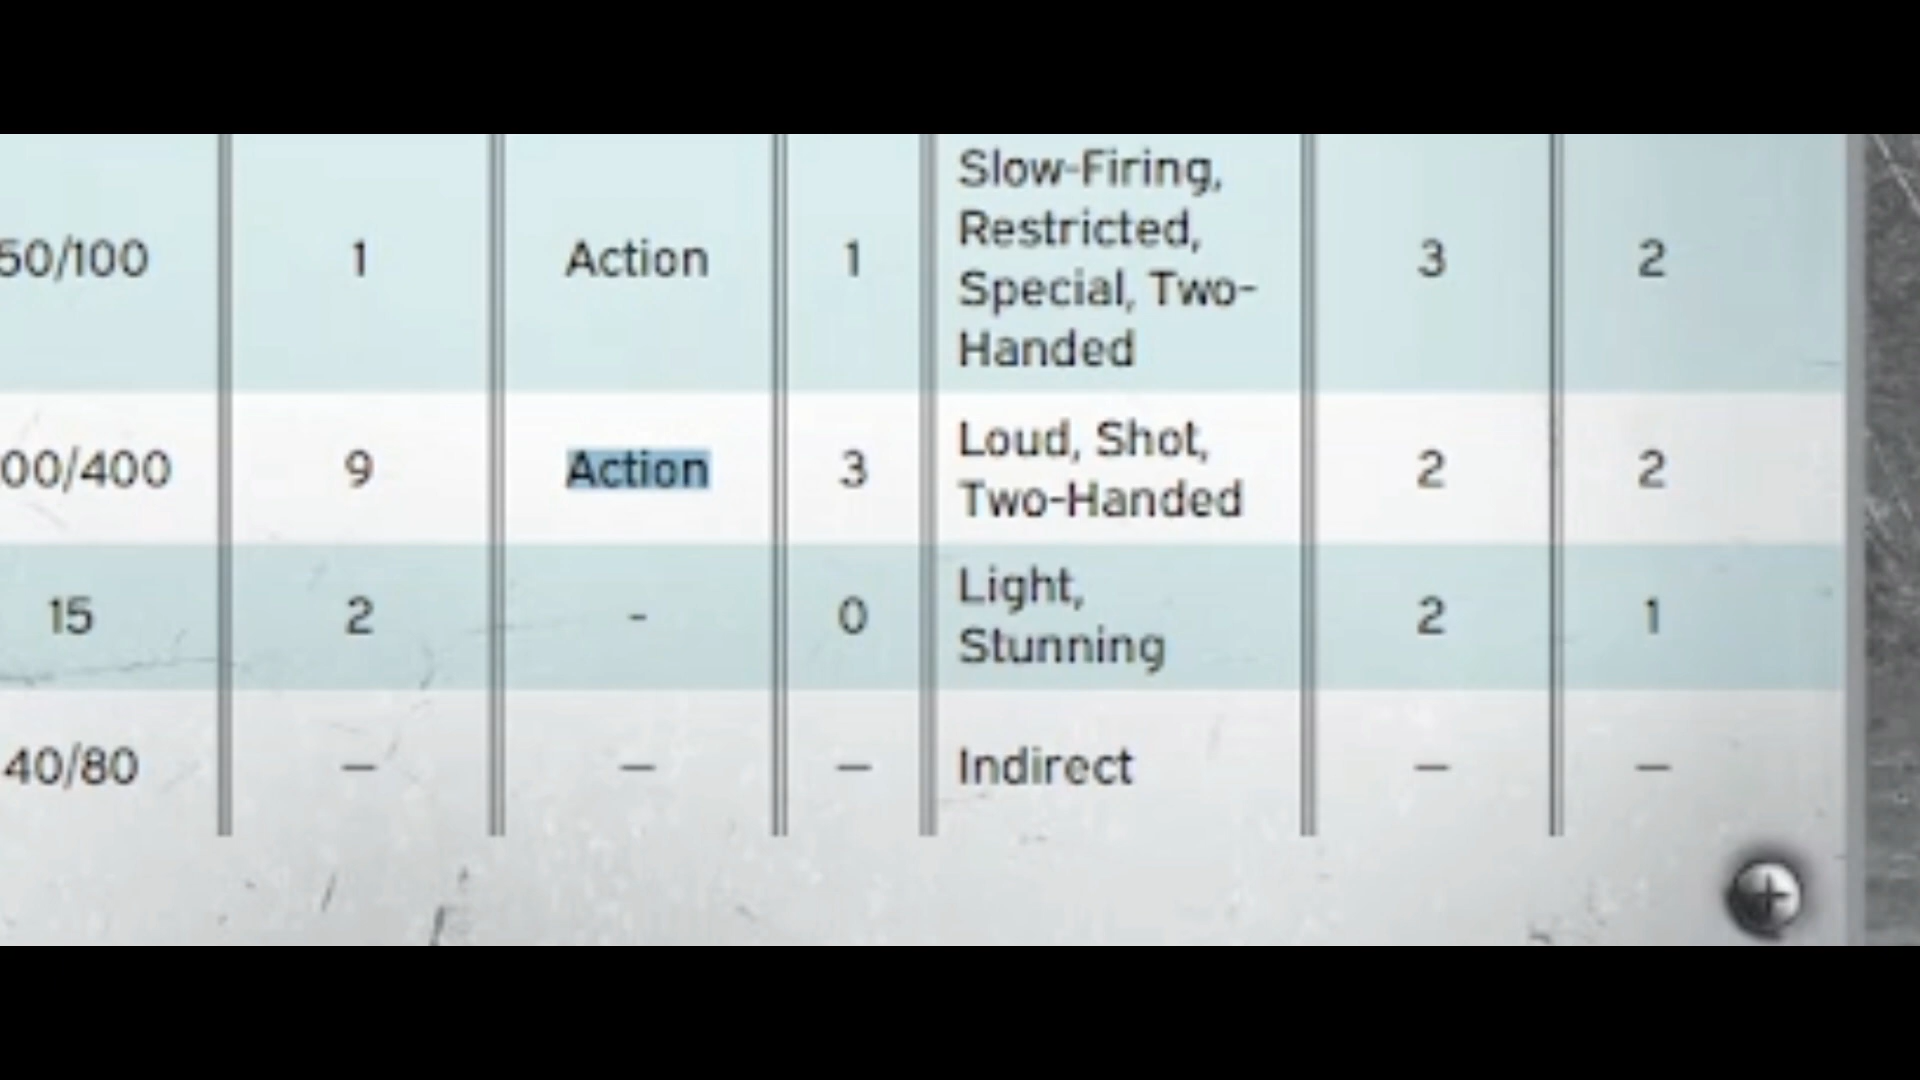 Slow-Firing,
Restricted,
50/100 1 Action 1 3 2
Special, Two-
Handed
Loud, Shot,
00/400 9 Action 3 2 2
Two-Handed
Light,
15 2 - 0 2 1
Stunning
40/80 — — — Indirect — —